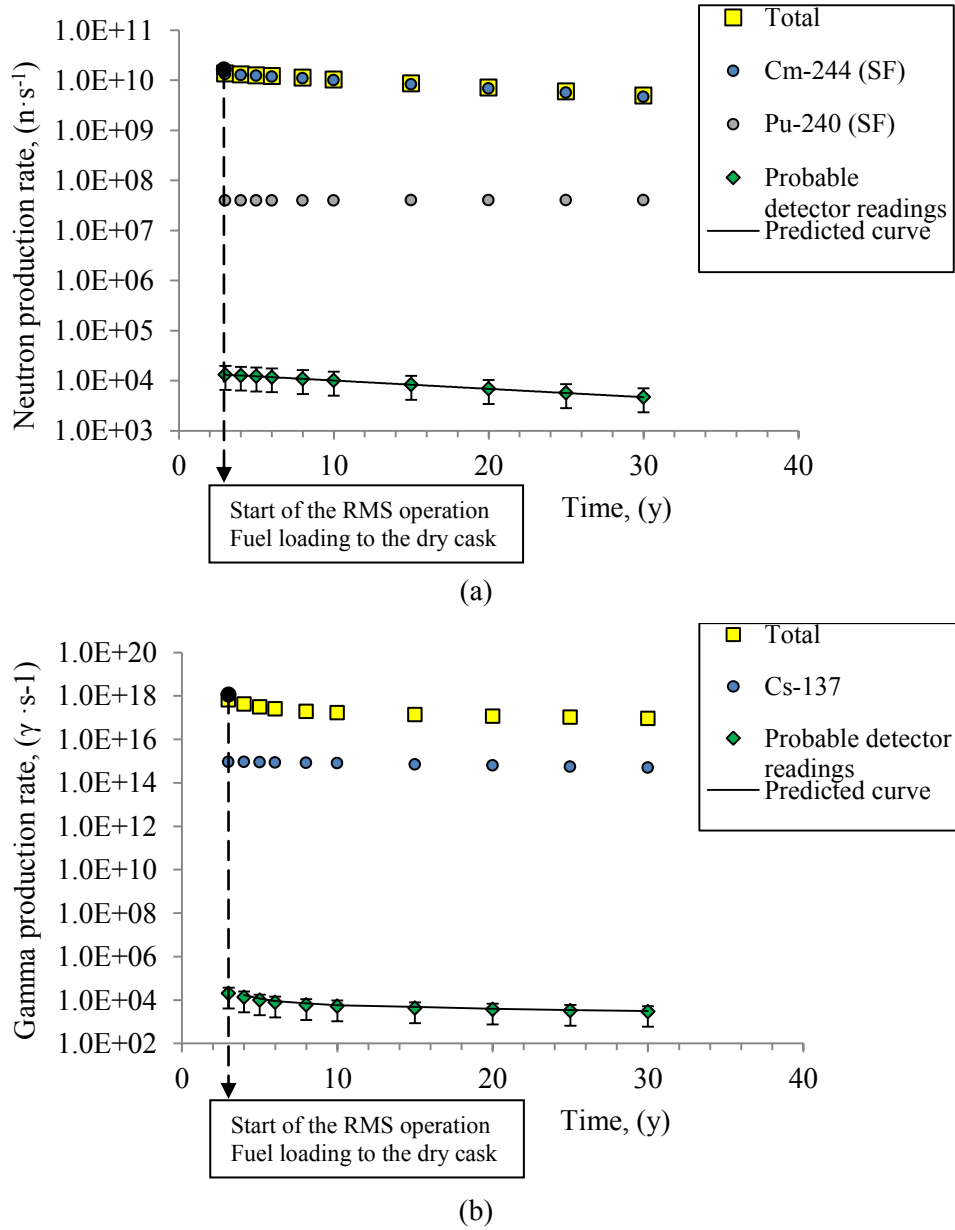 1.0E+11
1.0E+10
1.0E+09
1.0E+08
1.0E+07
1.0E+06
1.0E+05
1.0E+04
1.0E+03
Neutron production rate, (n·s⁻¹)
0
10
20
30
40
Time, (y)
Total
Cm-244 (SF)
Pu-240 (SF)
Probable
detector readings
Predicted curve
Start of the RMS operation
Fuel loading to the dry cask
(a)
1.0E+20
1.0E+18
1.0E+16
1.0E+14
1.0E+12
1.0E+10
1.0E+08
1.0E+06
1.0E+04
1.0E+02
Gamma production rate, (γ ·s-1)
0
10
20
30
40
Time, (y)
Total
Cs-137
Probable detector
readings
Predicted curve
Start of the RMS operation
Fuel loading to the dry cask
(b)